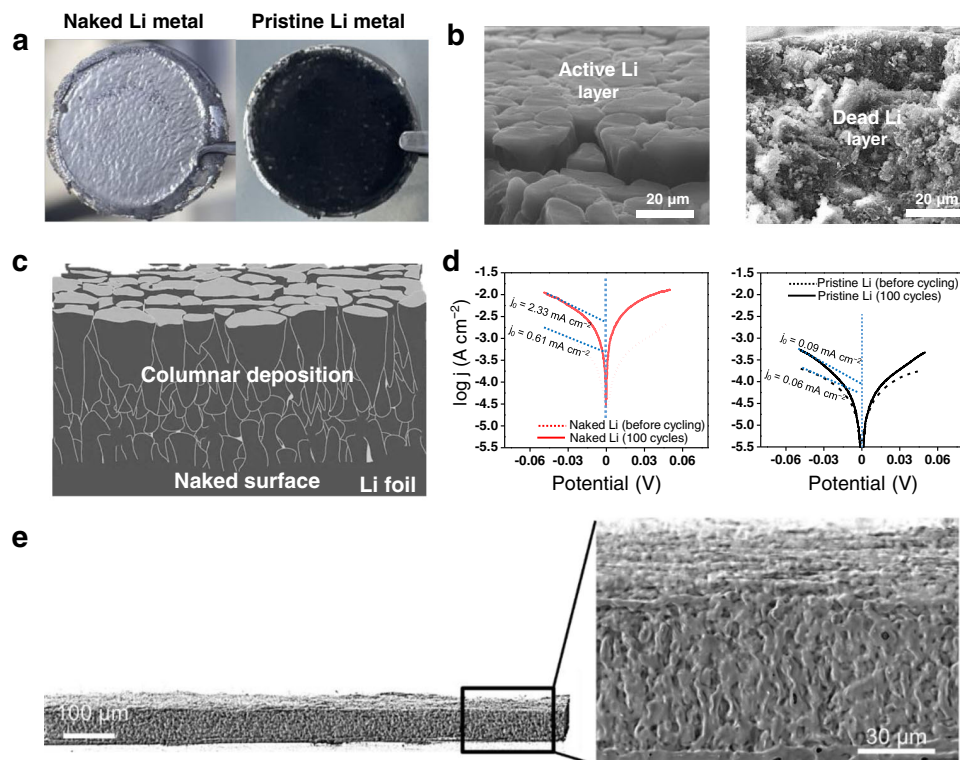 Naked Li metal
Pristine Li metal
a
b
Active Li
layer
20 µm
Dead Li
layer
20 µm
c
Columnar deposition
Naked surface
Li foil
d
log j (A cm−2)
-1.5
-2.0
-2.5
-3.0
-3.5
-4.0
-4.5
-5.0
-5.5
j0 = 2.33 mA cm−2
j0 = 0.61 mA cm−2
Naked Li (before cycling)
Naked Li (100 cycles)
-0.06
-0.03
0
0.03
0.06
Potential (V)
-1.5
-2.0
-2.5
-3.0
-3.5
-4.0
-4.5
-5.0
-5.5
Pristine Li (before cycling)
Pristine Li (100 cycles)
j0 = 0.09 mA cm−2
j0 = 0.06 mA cm−2
-0.06
-0.03
0
0.03
0.06
Potential (V)
e
100 µm
30 µm